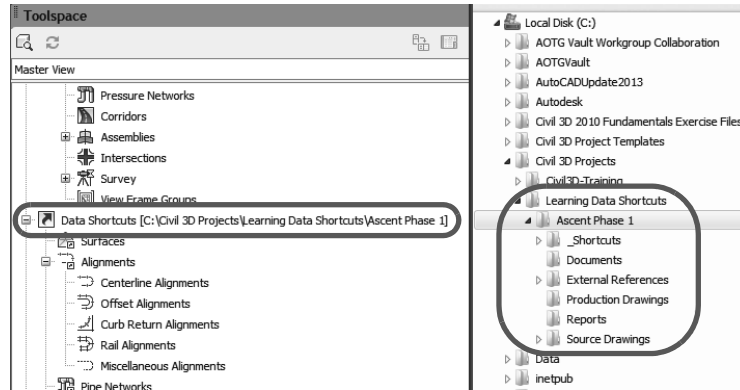 Toolspace
Master View
Pressure Networks
Corridors
Assemblies
Intersections
Survey
View Frame Groups
Data Shortcuts [C:\Civil 3D Projects\Learning Data Shortcuts\Ascent Phase 1]
Surfaces
Alignments
Centerline Alignments
Offset Alignments
Curb Return Alignments
Rail Alignments
Miscellaneous Alignments
Pipe Networks
Local Disk (C:)
AOTG Vault Workgroup Collaboration
AOTGVault
AutoCADUpdate2013
Autodesk
Civil 3D 2010 Fundamentals Exercise Files
Civil 3D Project Templates
Civil 3D Projects
Civil3D-Training
Learning Data Shortcuts
Ascent Phase 1
_Shortcuts
Documents
External References
Production Drawings
Reports
Source Drawings
Data
inetpub